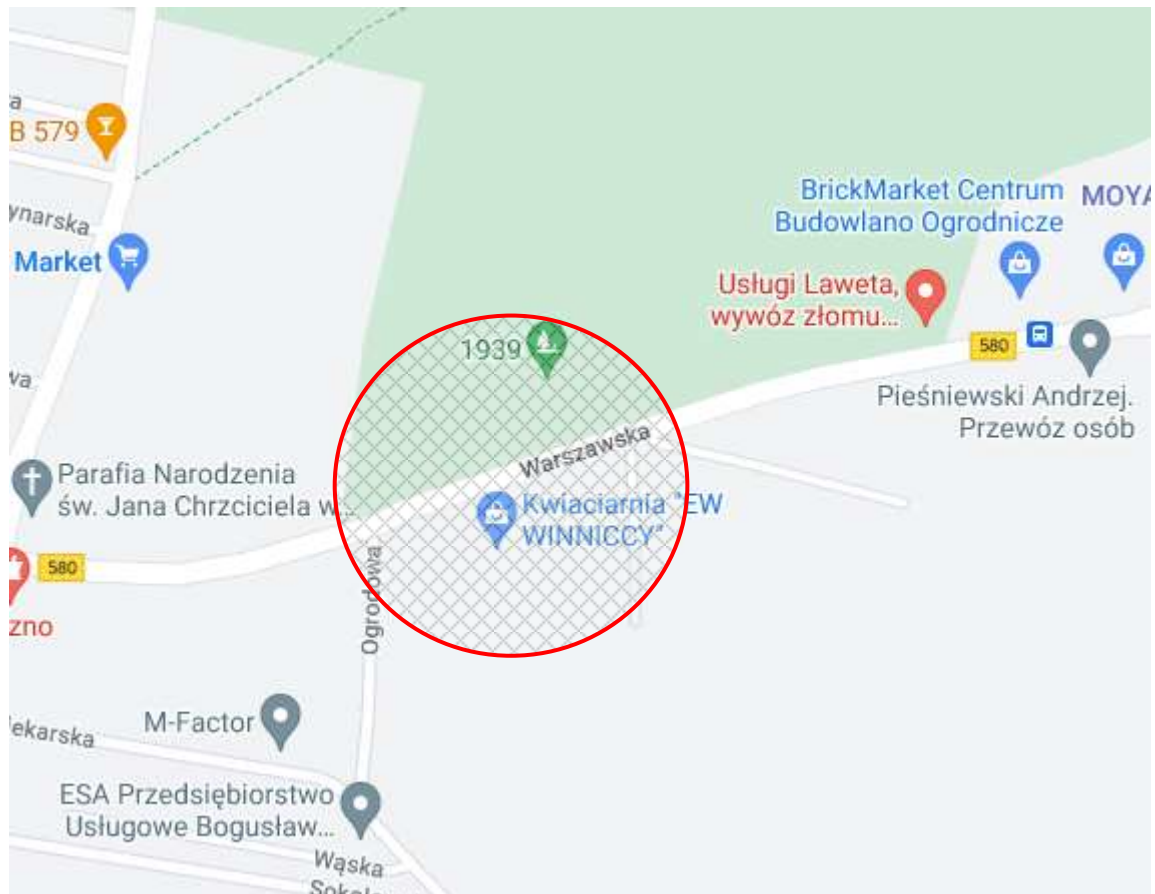 B 579
ynarska
Market
BrickMarket Centrum
Budowlano Ogrodnicze
MOYA
Usługi Laweta,
wywóz złomu...
1939
580
Pieśniewski Andrzej.
Przewóz osób
wa
Warszawska
Parafia Narodzenia
św. Jana Chrzciciela w...
Kwiaciarnia "EW
WINNICCY"
580
zno
Ogrodowa
M-Factor
lekarska
ESA Przedsiębiorstwo
Usługowe Bogusław...
Wąska